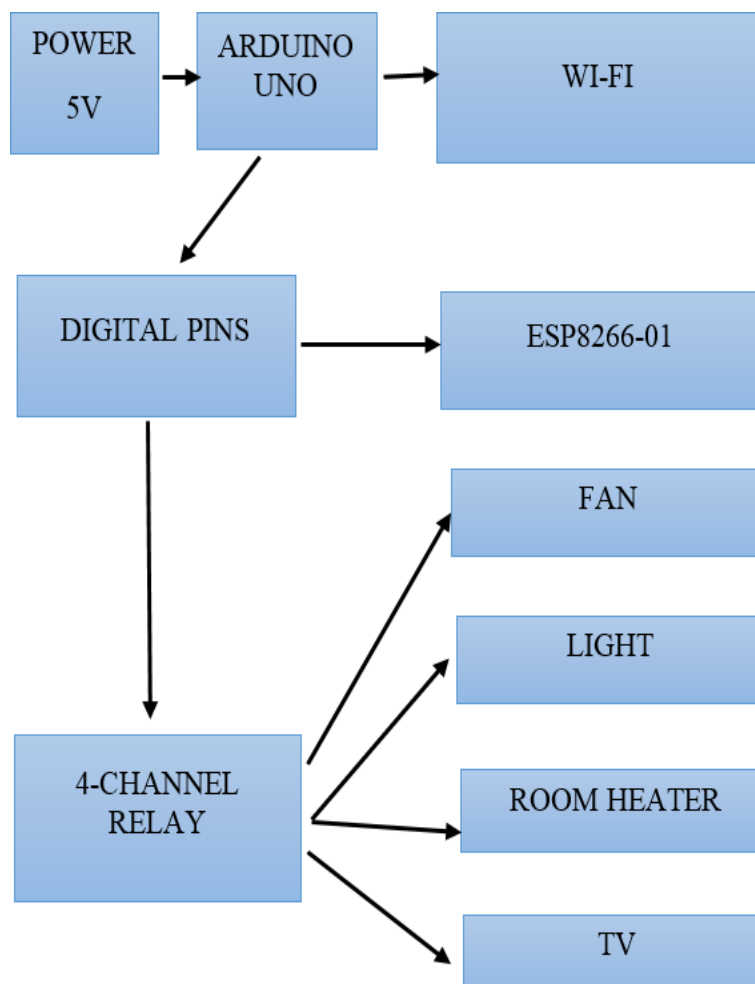 POWER
5V
ARDUINO
UNO
WI-FI
DIGITAL PINS
ESP8266-01
FAN
LIGHT
4-CHANNEL
RELAY
ROOM HEATER
TV